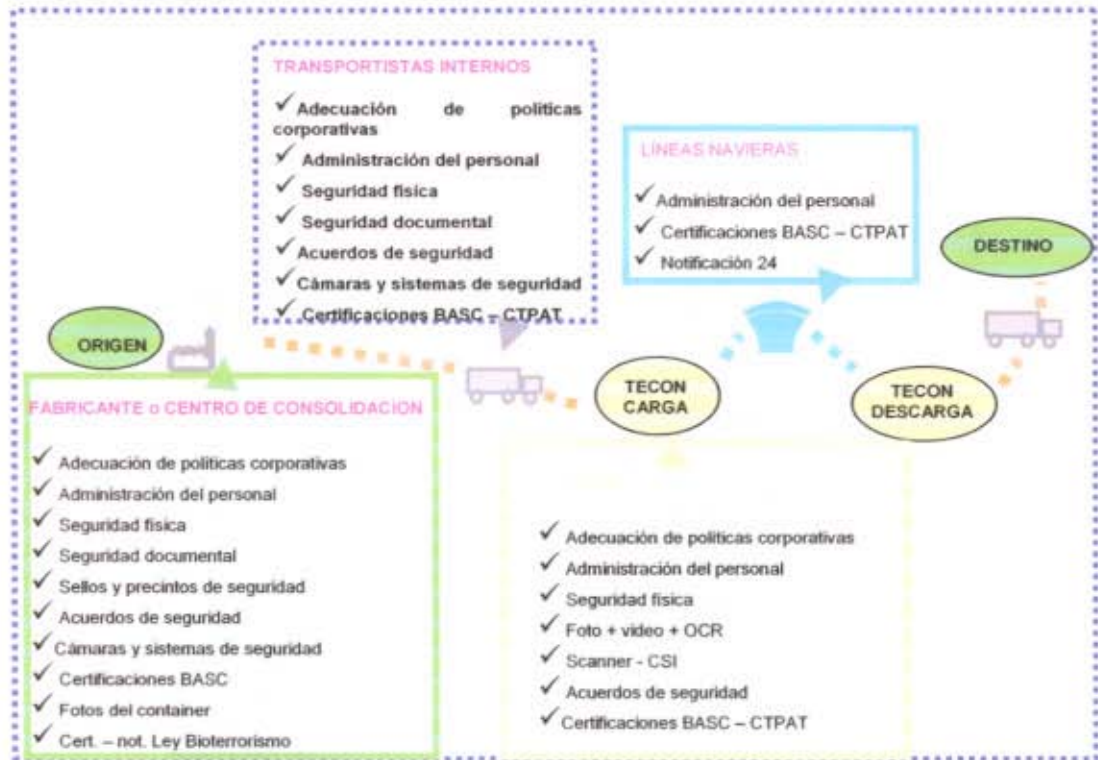 TRANSPORTISTAS INTERNOS
Adecuación de políticas
corporativas
Administración del personal
Seguridad física
Seguridad documental
Acuerdos de seguridad
Cámaras y sistemas de seguridad
Certificaciones BASC – CTPAT
LÍNEAS NAVIERAS
Administración del personal
Certificaciones BASC – CTPAT
Notificación 24
DESTINO
ORIGEN
TECON
CARGA
TECON
DESCARGA
FABRICANTE o CENTRO DE CONSOLIDACION
Adecuación de políticas corporativas
Administración del personal
Seguridad física
Seguridad documental
Sellos y precintos de seguridad
Acuerdos de seguridad
Cámaras y sistemas de seguridad
Certificaciones BASC
Fotos del container
Cert. – not. Ley Bioterrorismo
Adecuación de políticas corporativas
Administración del personal
Seguridad física
Foto + video + OCR
Scanner - CSI
Acuerdos de seguridad
Certificaciones BASC – CTPAT